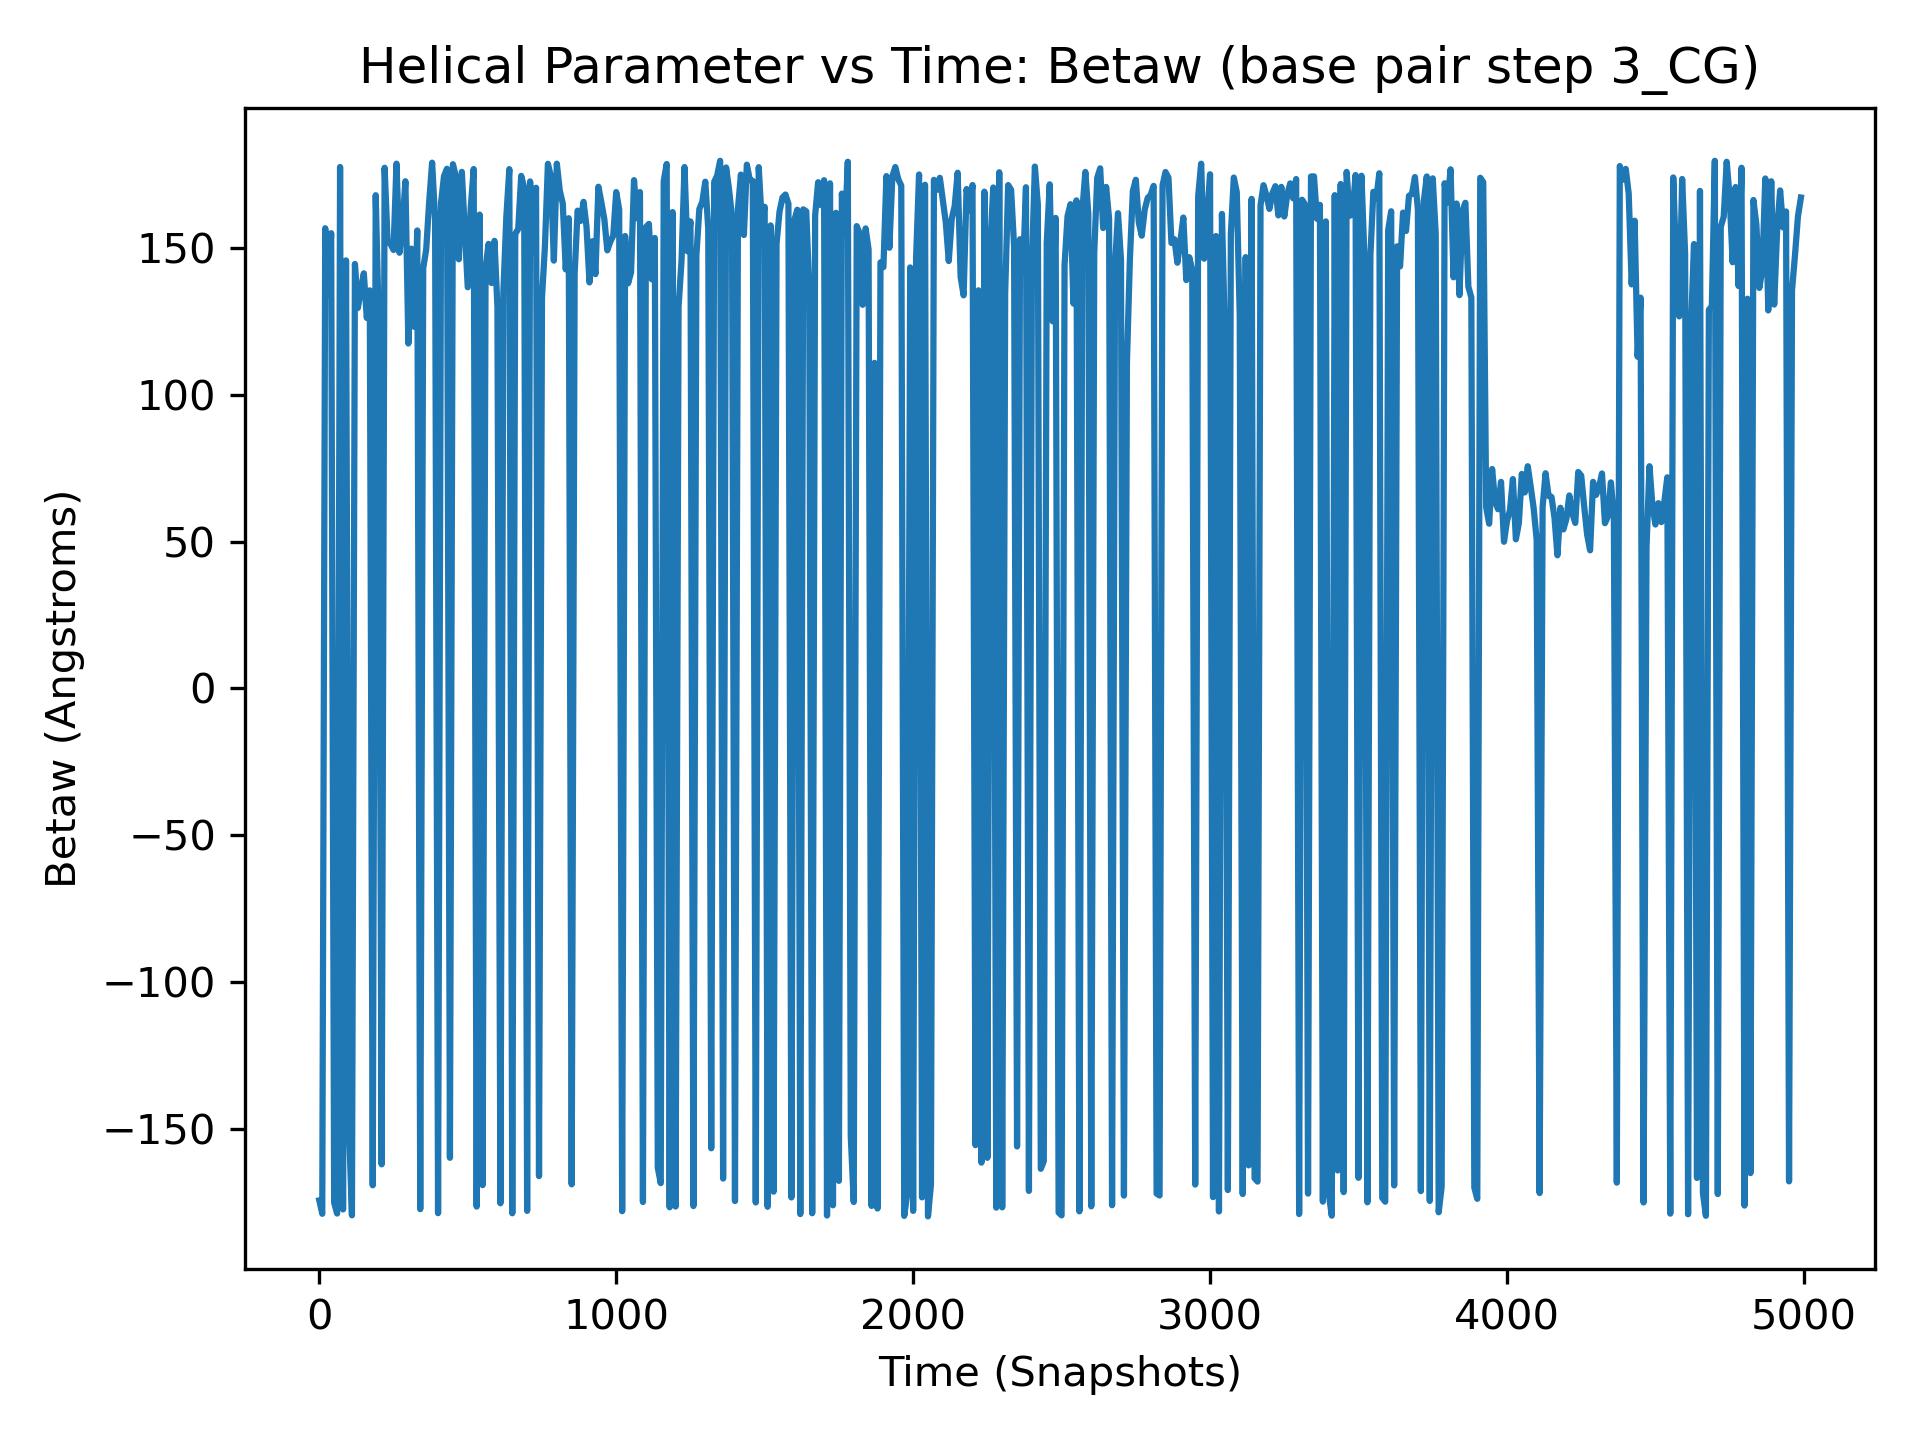 Helical Parameter vs Time: Betaw (base pair step 3_CG)
Betaw (Angstroms)
150
100
50
0
−50
−100
−150
0 1000 2000 3000 4000 5000
Time (Snapshots)